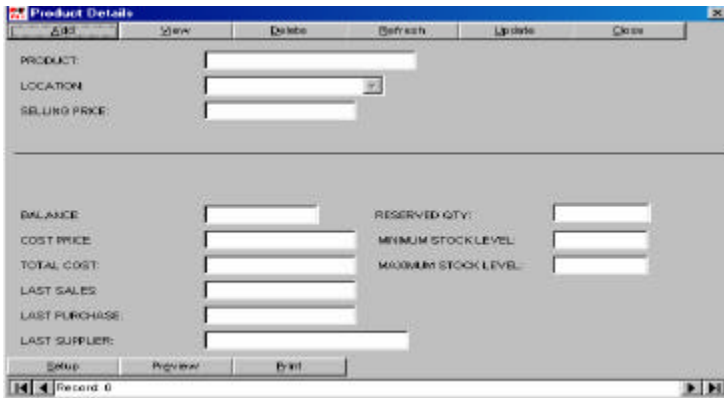 Product Details
Add View Delete Refresh Update Close
PRODUCT:
LOCATION:
SELLING PRICE:
BALANCE: RESERVED QTY:
COST PRICE: MINIMUM STOCK LEVEL:
TOTAL COST: MAXIMUM STOCK LEVEL:
LAST SALES:
LAST PURCHASE:
LAST SUPPLIER:
Setup Preview Print
Record: 0